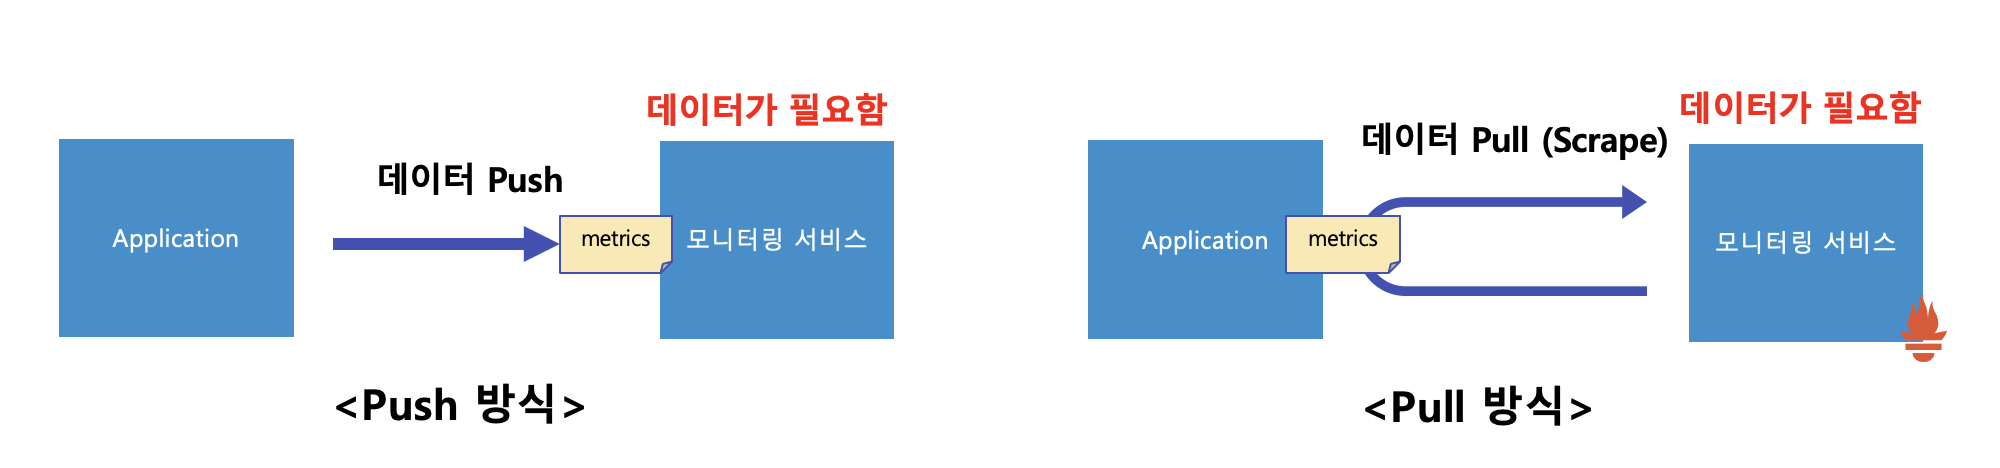 데이터가 필요함
데이터 Push
Application
metrics
모니터링 서비스
<Push 방식>
데이터가 필요함
데이터 Pull (Scrape)
Application
metrics
모니터링 서비스
<Pull 방식>